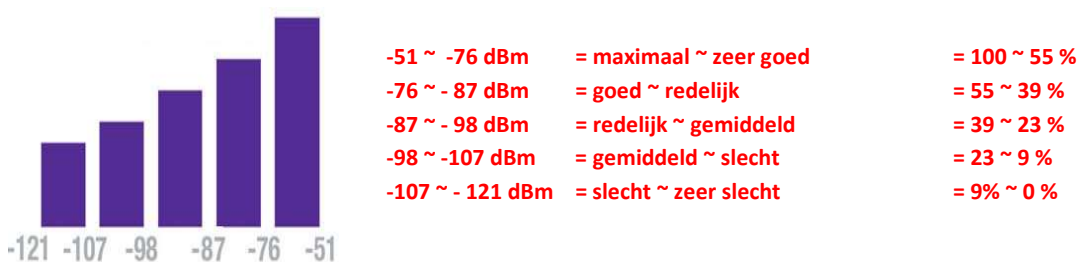 -51 ~ -76 dBm = maximaal ~ zeer goed = 100 ~ 55 %
-76 ~ - 87 dBm = goed ~ redelijk = 55 ~ 39 %
-87 ~ - 98 dBm = redelijk ~ gemiddeld = 39 ~ 23 %
-98 ~ -107 dBm = gemiddeld ~ slecht = 23 ~ 9 %
-107 ~ - 121 dBm = slecht ~ zeer slecht = 9% ~ 0 %
-121 -107 -98 -87 -76 -51